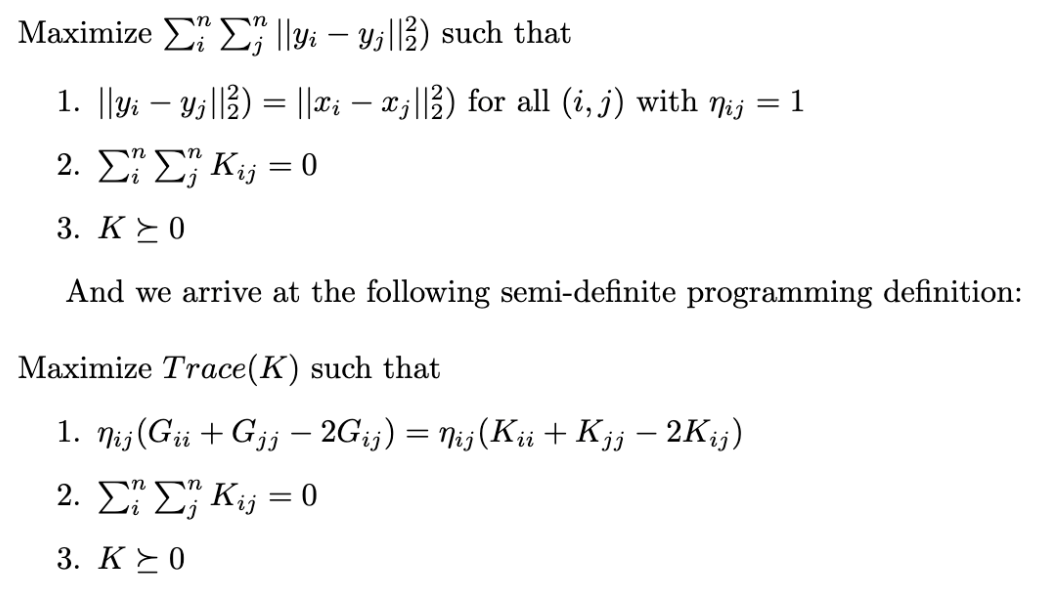 Maximize ∑ᵢⁿ ∑ⱼⁿ ||yᵢ − yⱼ||₂²) such that
1. ||yᵢ − yⱼ||₂²) = ||xᵢ − xⱼ||₂²) for all (i, j) with ηᵢⱼ = 1
2. ∑ᵢⁿ ∑ⱼⁿ Kᵢⱼ = 0
3. K ⪰ 0
And we arrive at the following semi-definite programming definition:
Maximize Trace(K) such that
1. ηᵢⱼ(Gᵢᵢ + Gⱼⱼ − 2Gᵢⱼ) = ηᵢⱼ(Kᵢᵢ + Kⱼⱼ − 2Kᵢⱼ)
2. ∑ᵢⁿ ∑ⱼⁿ Kᵢⱼ = 0
3. K ⪰ 0